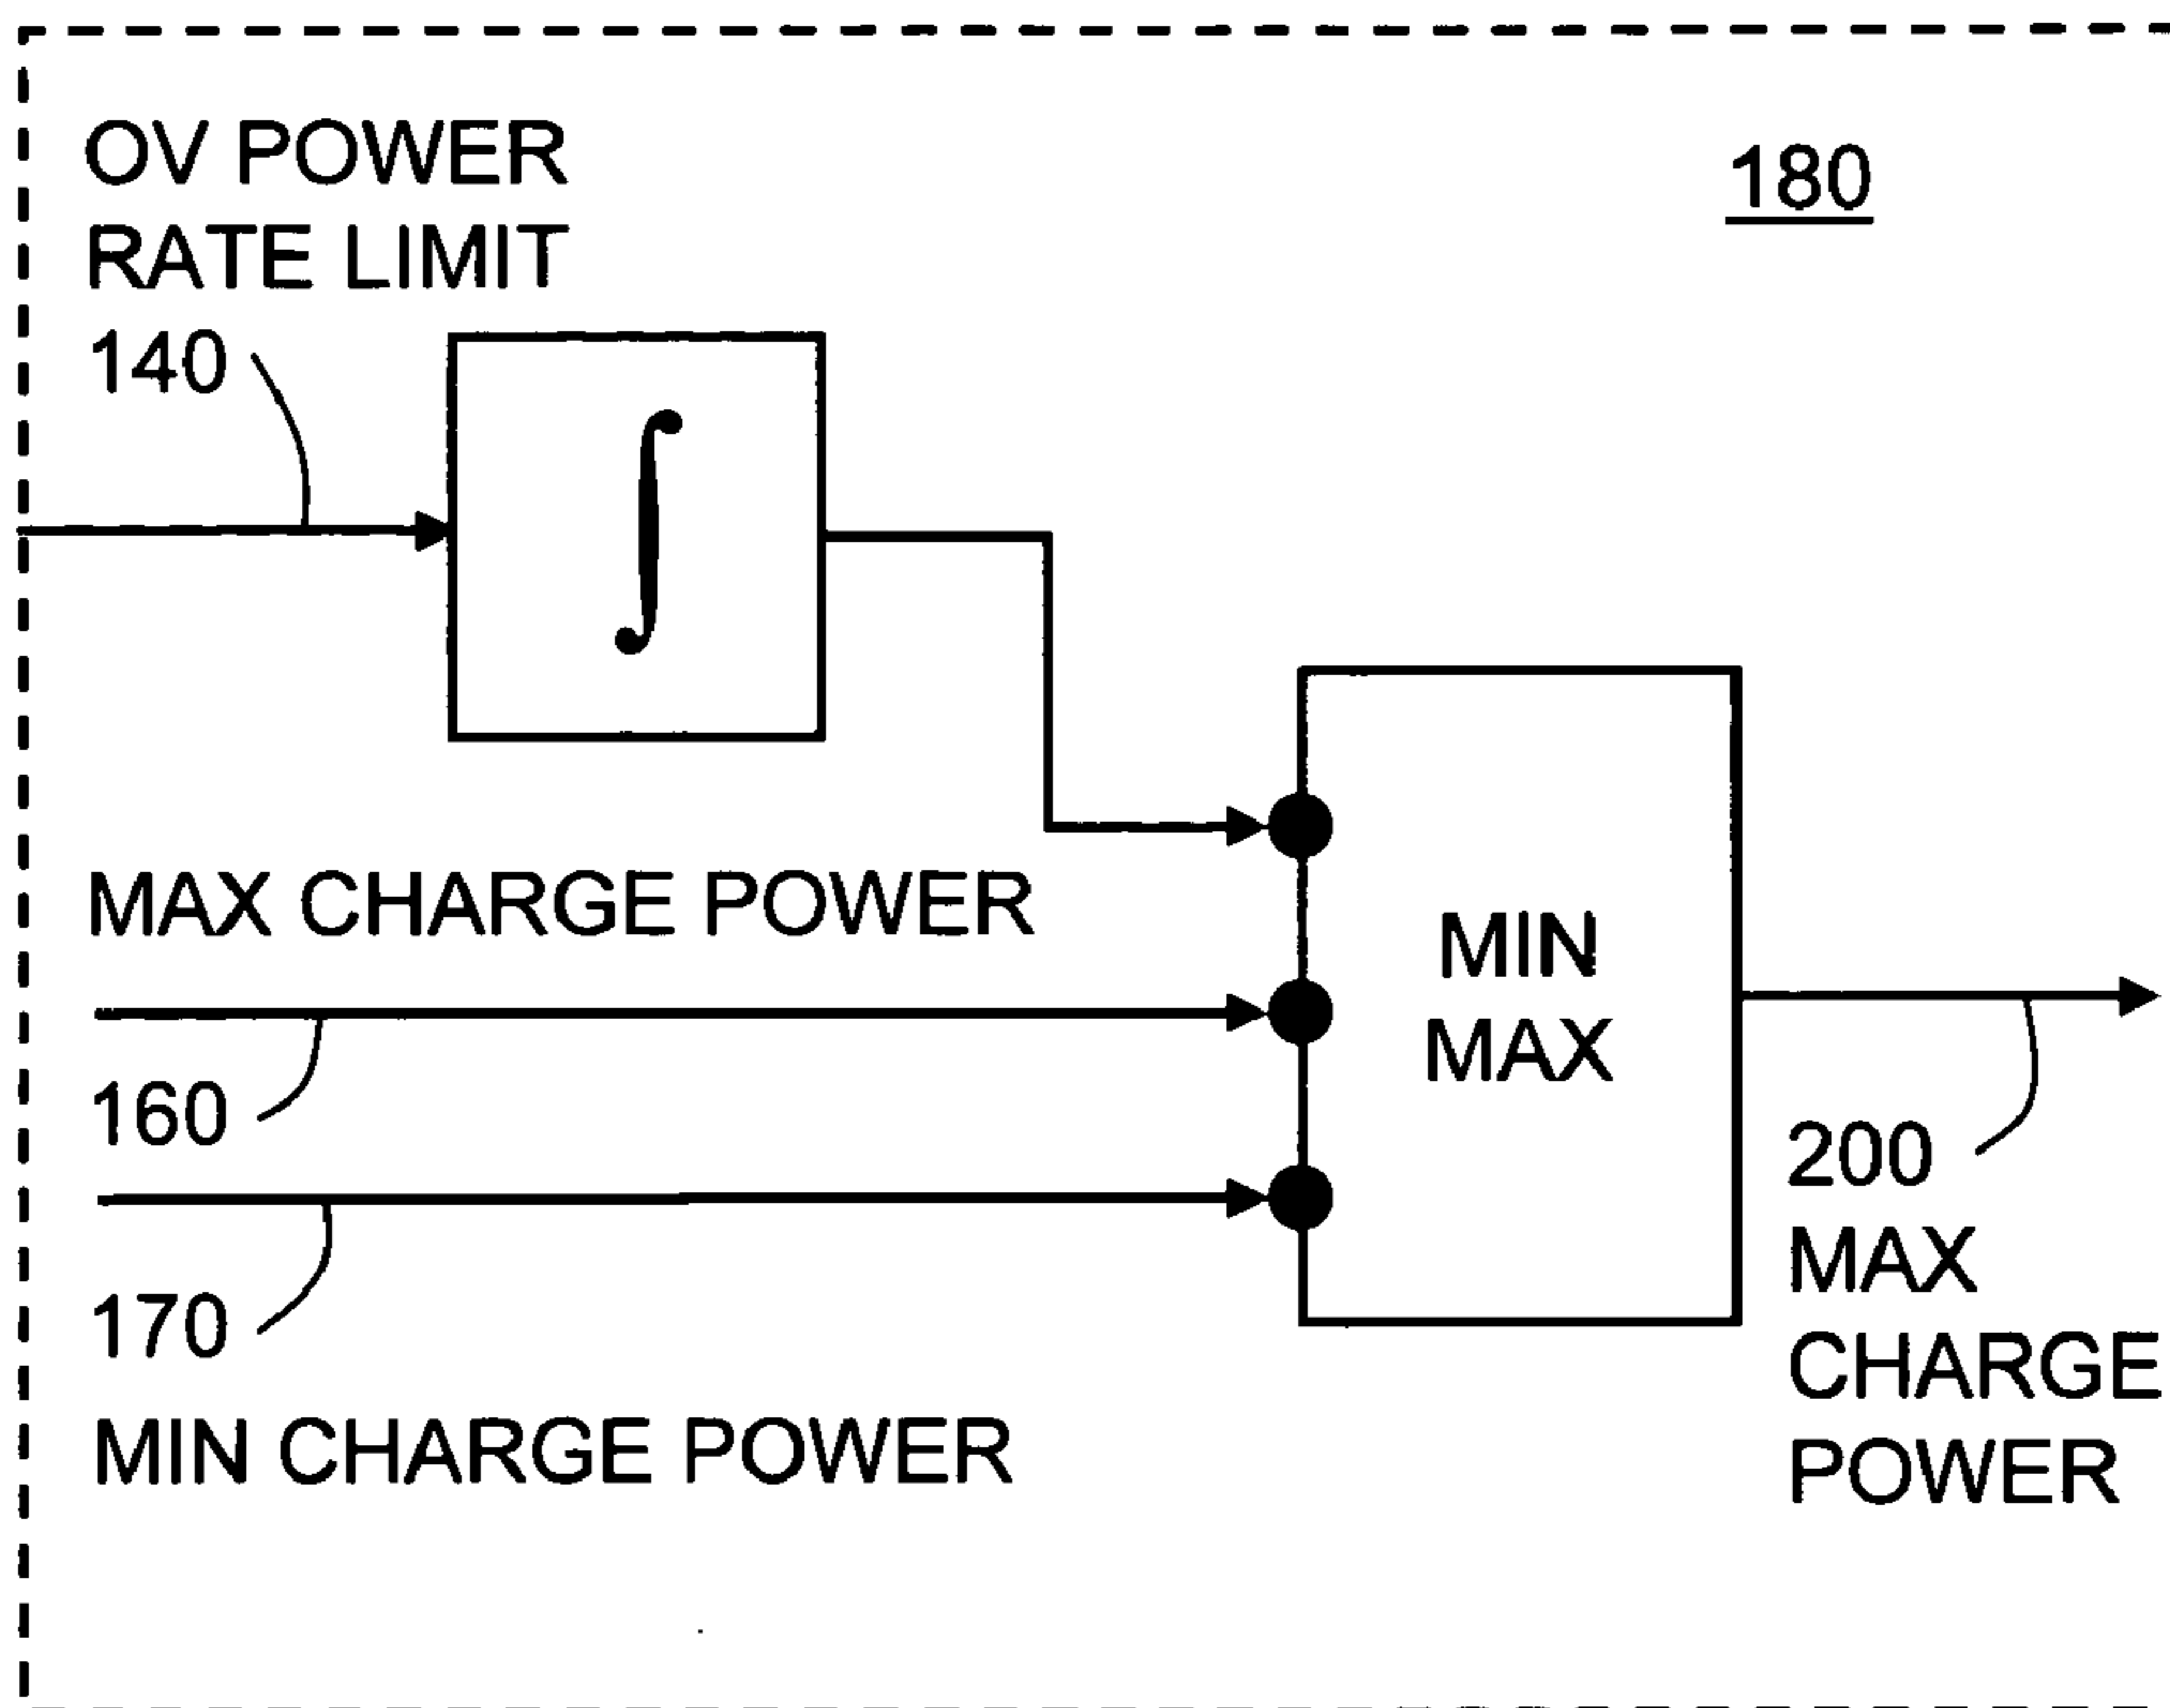 OV POWER
RATE LIMIT
140
180
∫
MAX CHARGE POWER
160
170
MIN CHARGE POWER
MIN
MAX
200
MAX
CHARGE
POWER